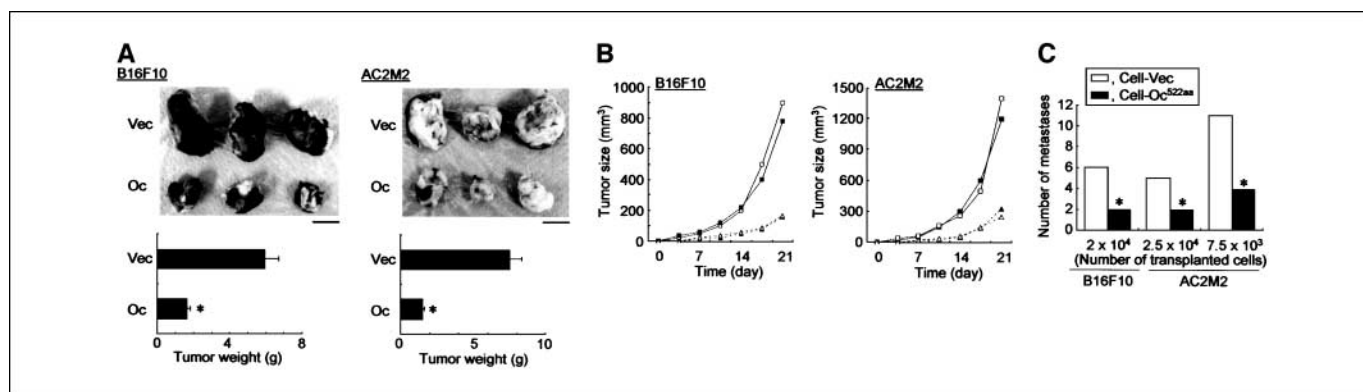 A
B16F10
AC2M2
Vec
Oc
Vec
Oc
0 4 8
Tumor weight (g)
Vec
Oc
Vec
Oc
0 5 10
Tumor weight (g)
B
B16F10
1000
800
600
400
200
0
Tumor size (mm³)
0 7 14 21
Time (day)
AC2M2
1500
1200
900
600
300
0
Tumor size (mm³)
0 7 14 21
Time (day)
C
, Cell-Vec
, Cell-Oc⁵²²ᵃᵃ
12
10
8
6
4
2
0
Number of metastases
* * *
2 x 10⁴ 2.5 x 10⁴ 7.5 x 10³
(Number of transplanted cells)
B16F10 AC2M2